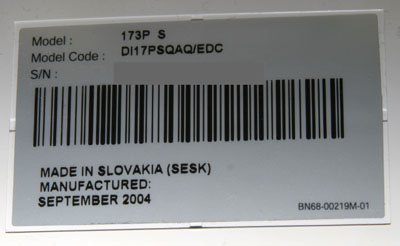 Model : 173P S
Model Code : DI17PSQAQ/EDC
S/N :
MADE IN SLOVAKIA (SESK)
MANUFACTURED:
SEPTEMBER 2004
BN68-00219M-01